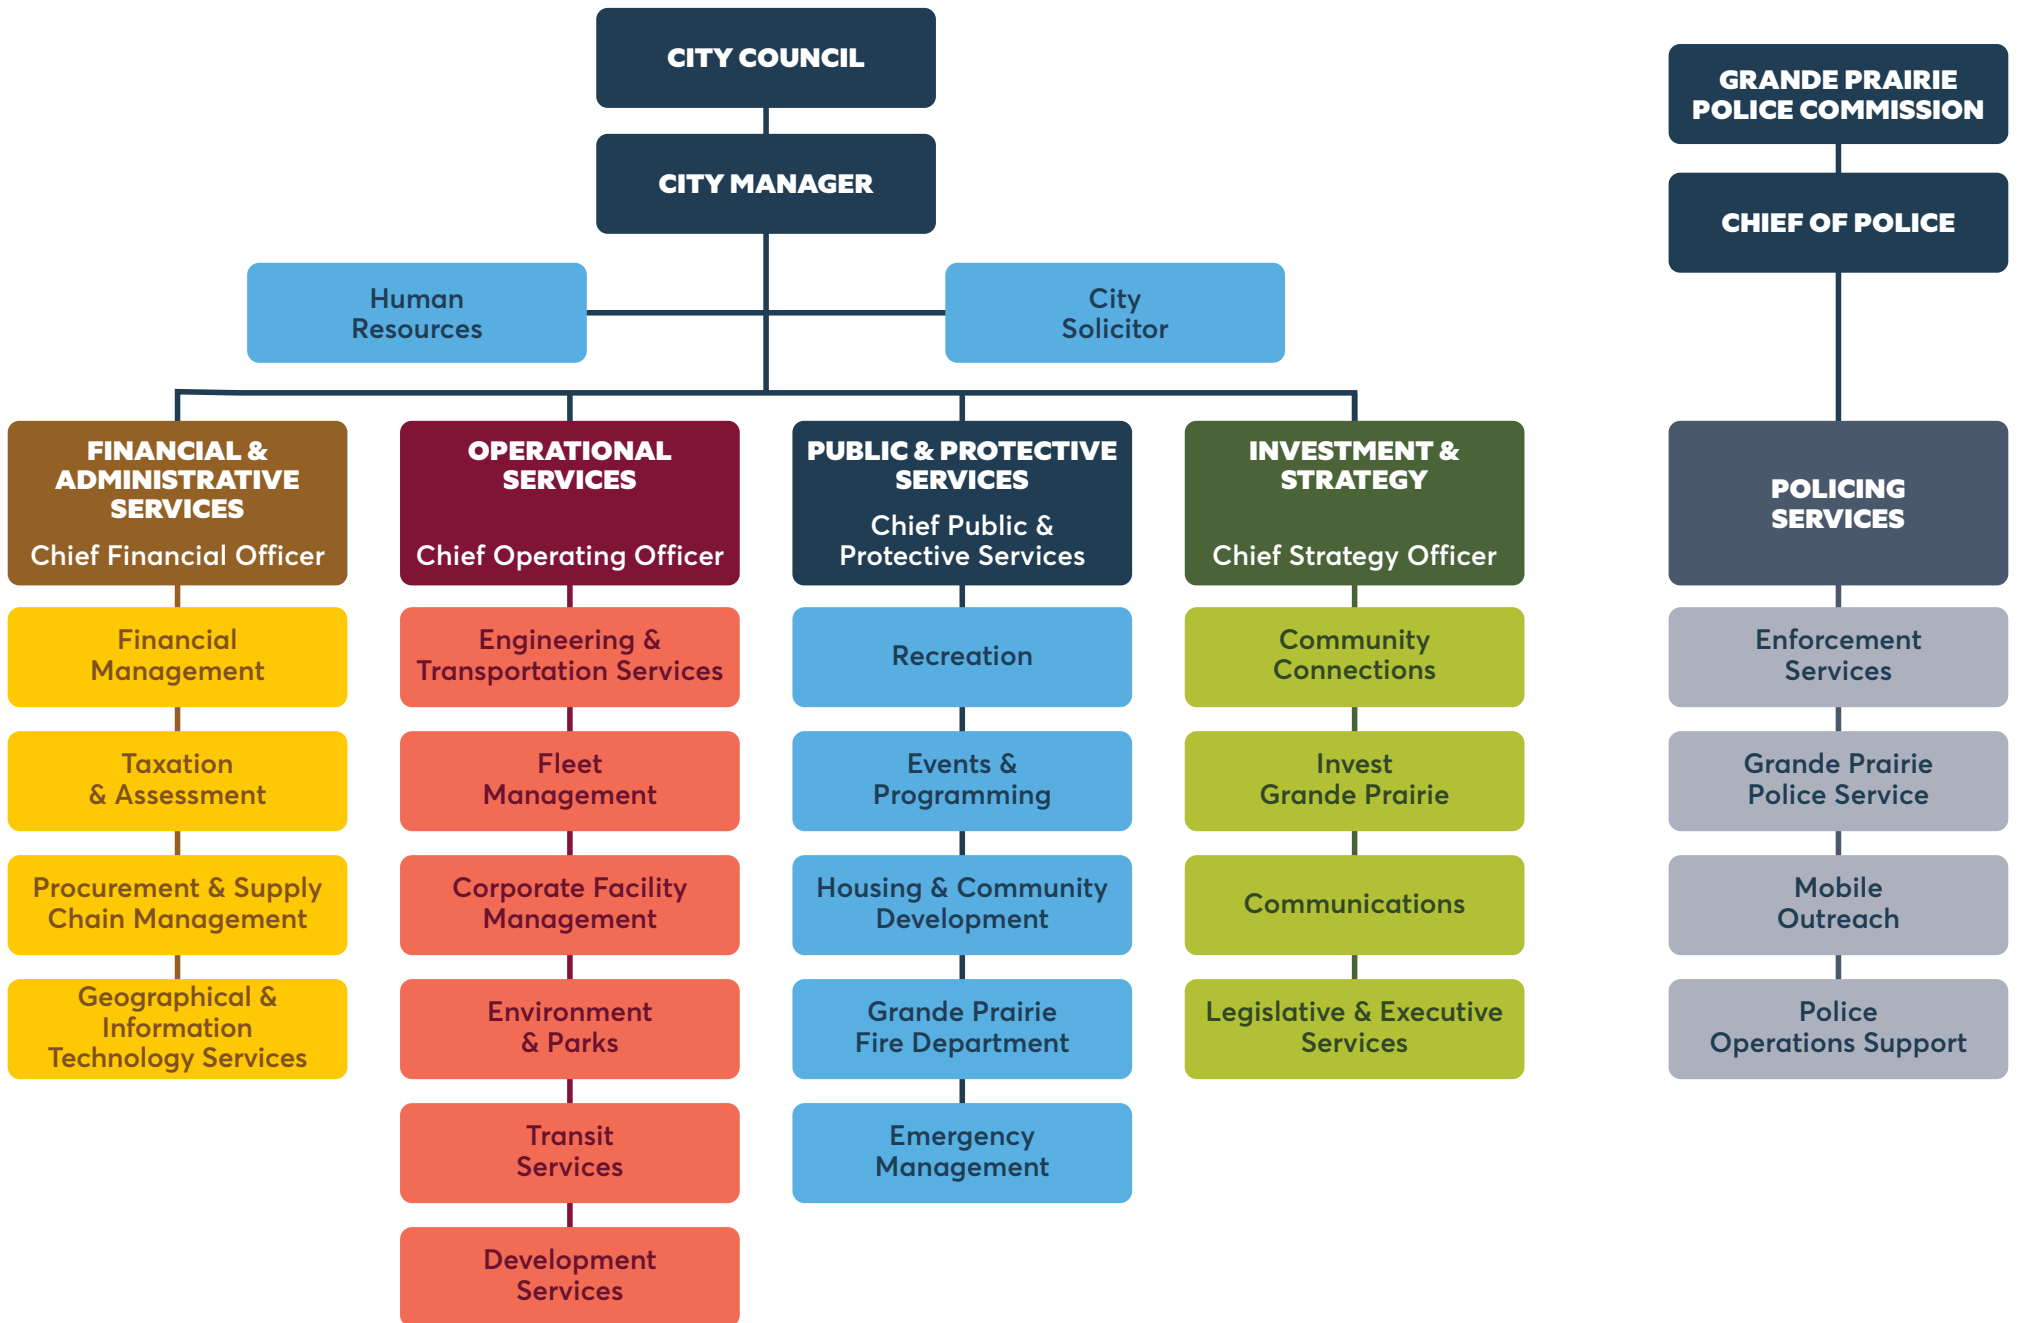 CITY COUNCIL
CITY MANAGER
Human
Resources
City
Solicitor
FINANCIAL &
ADMINISTRATIVE
SERVICES
Chief Financial Officer
Financial
Management
Taxation
& Assessment
Procurement & Supply
Chain Management
Geographical &
Information
Technology Services
OPERATIONAL
SERVICES
Chief Operating Officer
Engineering &
Transportation Services
Fleet
Management
Corporate Facility
Management
Environment
& Parks
Transit
Services
Development
Services
PUBLIC & PROTECTIVE
SERVICES
Chief Public &
Protective Services
Recreation
Events &
Programming
Housing & Community
Development
Grande Prairie
Fire Department
Emergency
Management
INVESTMENT &
STRATEGY
Chief Strategy Officer
Community
Connections
Invest
Grande Prairie
Communications
Legislative & Executive
Services
GRANDE PRAIRIE
POLICE COMMISSION
CHIEF OF POLICE
POLICING
SERVICES
Enforcement
Services
Grande Prairie
Police Service
Mobile
Outreach
Police
Operations Support